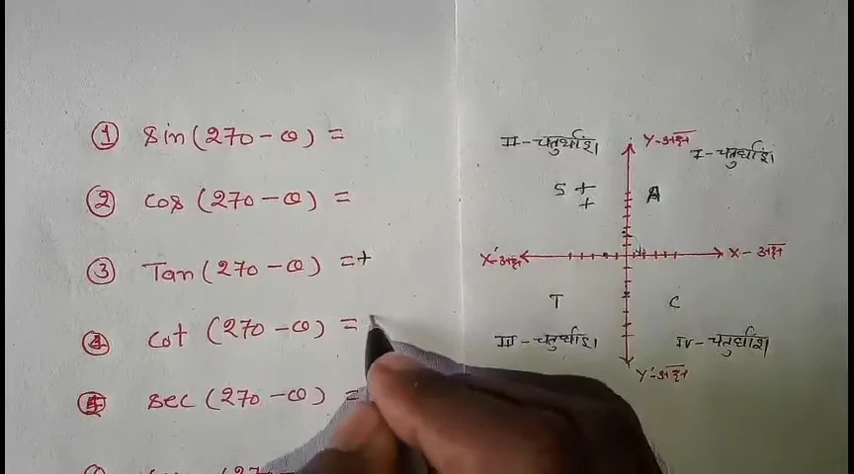 ① sin(270-θ) =
② cos(270-θ) =
③ Tan(270-θ) =+
④ cot (270-θ) =
⑤ sec(270-θ) =
(270-
Y-अक्ष
II-चतुर्थांश
I-चतुर्थांश
S + +
A
X'-अक्ष
X-अक्ष
T
C
III-चतुर्थांश
IV-चतुर्थांश
Y'-अक्ष